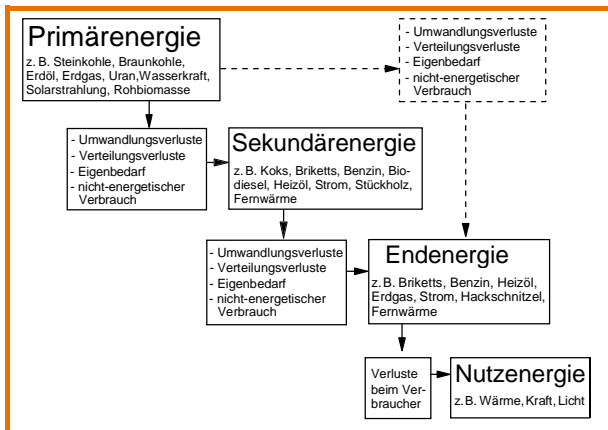 Primärenergie
z. B. Steinkohle, Braunkohle,
Erdöl, Erdgas, Uran,Wasserkraft,
Solarstrahlung, Rohbiomasse
- Umwandlungsverluste
- Verteilungsverluste
- Eigenbedarf
- nicht-energetischer
Verbrauch
- Umwandlungsverluste
- Verteilungsverluste
- Eigenbedarf
- nicht-energetischer
Verbrauch
Sekundärenergie
z.B. Koks, Briketts, Benzin, Bio-
diesel, Heizöl, Strom, Stückholz,
Fernwärme
- Umwandlungsverluste
- Verteilungsverluste
- Eigenbedarf
- nicht-energetischer
Verbrauch
Endenergie
z.B. Briketts, Benzin, Heizöl,
Erdgas, Strom, Hackschnitzel,
Fernwärme
Verluste
beim Ver-
braucher
Nutzenergie
z.B. Wärme, Kraft, Licht